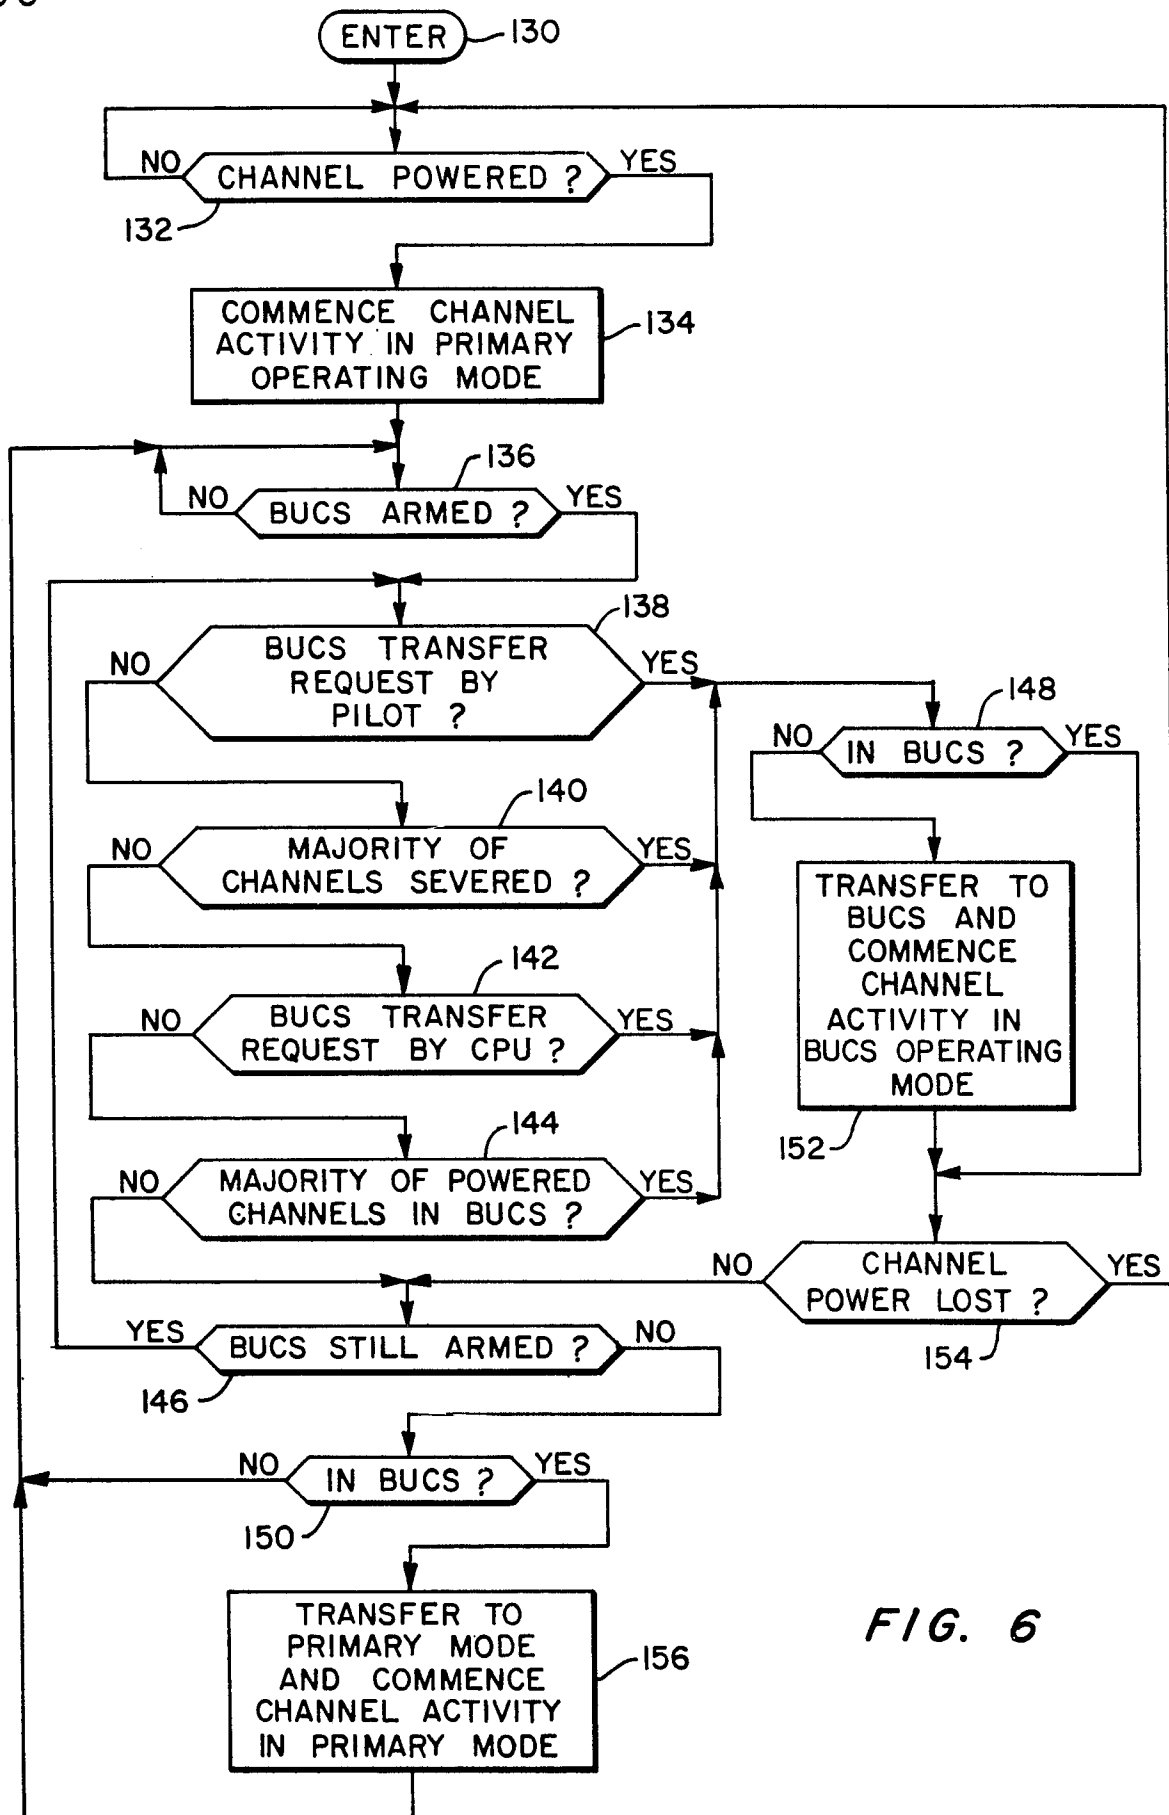 ENTER
130
NO
CHANNEL POWERED ?
YES
132
COMMENCE CHANNEL
ACTIVITY IN PRIMARY
OPERATING MODE
134
136
NO
BUCS ARMED ?
YES
138
NO
BUCS TRANSFER
REQUEST BY
PILOT ?
YES
148
NO
IN BUCS ?
YES
140
NO
MAJORITY OF
CHANNELS SEVERED ?
YES
TRANSFER TO
BUCS AND
COMMENCE
CHANNEL
ACTIVITY IN
BUCS OPERATING
MODE
152
142
NO
BUCS TRANSFER
REQUEST BY CPU ?
YES
144
NO
MAJORITY OF POWERED
CHANNELS IN BUCS ?
YES
NO
CHANNEL
POWER LOST ?
YES
154
YES
BUCS STILL ARMED ?
NO
146
NO
IN BUCS ?
YES
150
TRANSFER TO
PRIMARY MODE
AND COMMENCE
CHANNEL ACTIVITY
IN PRIMARY MODE
156
FIG. 6